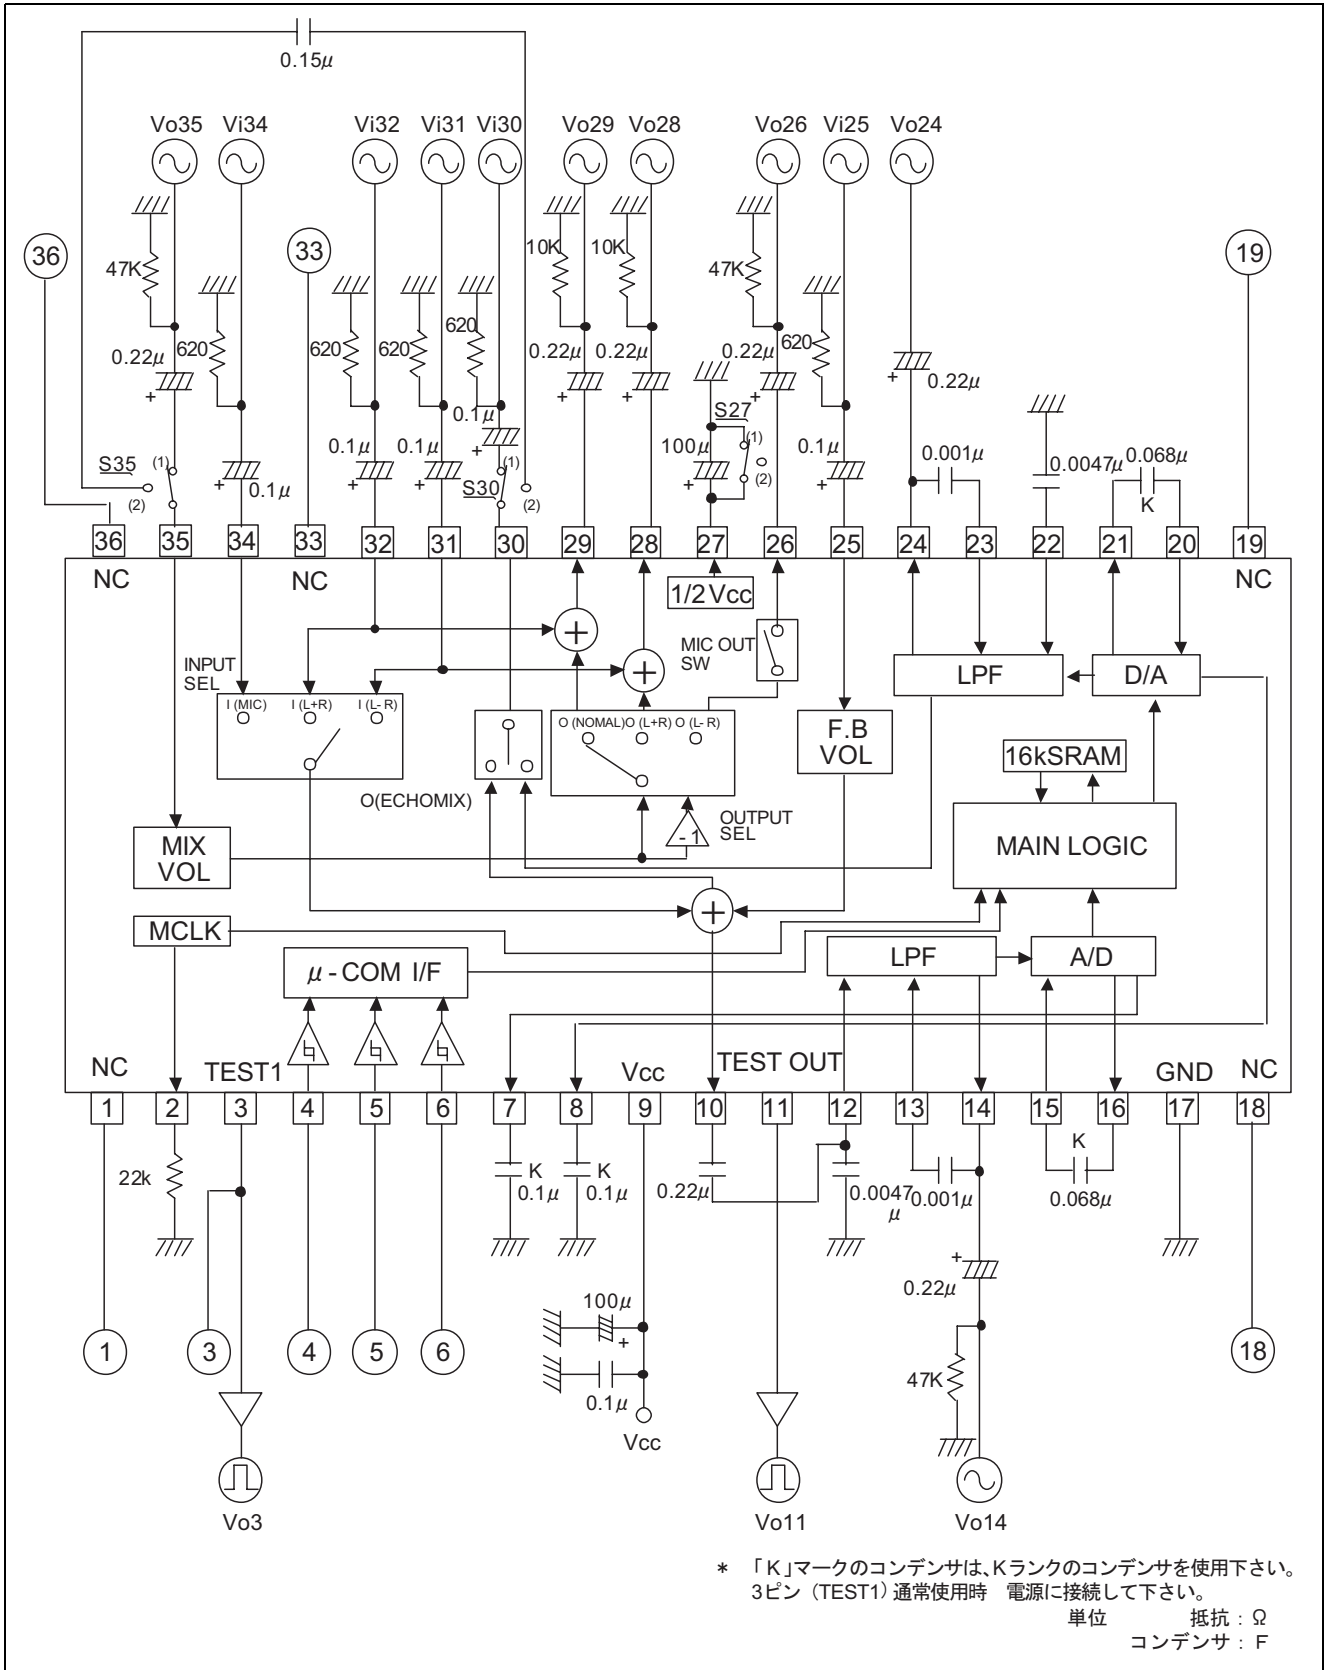 0.15μ
Vo35 Vi34 Vi32 Vi31 Vi30 Vo29 Vo28 Vo26 Vi25 Vo24
36 33 19
47K 10K 10K 47K
620 620 620 620 620
0.22μ 0.22μ 0.22μ 0.22μ 0.22μ
+ + + + + +
0.1μ 0.1μ 0.1μ 0.1μ 0.1μ
+ + + + +
S27
(1)
(2)
100μ
+
0.001μ 0.0047μ 0.068μ
K
S35 (1)
(2)
S30 (1)
(2)
36 35 34 33 32 31 30 29 28 27 26 25 24 23 22 21 20 19
NC NC NC
1/2 Vcc
+
+
MIC OUT
SW
INPUT
SEL
I (MIC) I (L+R) I (L- R)
O (NOMAL) O (L+R) O (L- R)
LPF D/A
F.B
VOL
16kSRAM
O(ECHOMIX)
- 1
OUTPUT
SEL
MAIN LOGIC
MIX
VOL
+
MCLK
μ - COM I/F
LPF A/D
NC TEST1 Vcc TEST OUT GND NC
1 2 3 4 5 6 7 8 9 10 11 12 13 14 15 16 17 18
22k
K
0.1μ
K
0.1μ
0.22μ
0.0047
μ
0.001μ
K
0.068μ
100μ
+
0.1μ
Vcc
+
0.22μ
47K
1 3 4 5 6 18
Vo3 Vo11 Vo14
* 「K」マークのコンデンサは、Kランクのコンデンサを使用下さい。
3ピン (TEST1) 通常使用時 電源に接続して下さい。
単位 抵抗 : Ω
コンデンサ : F